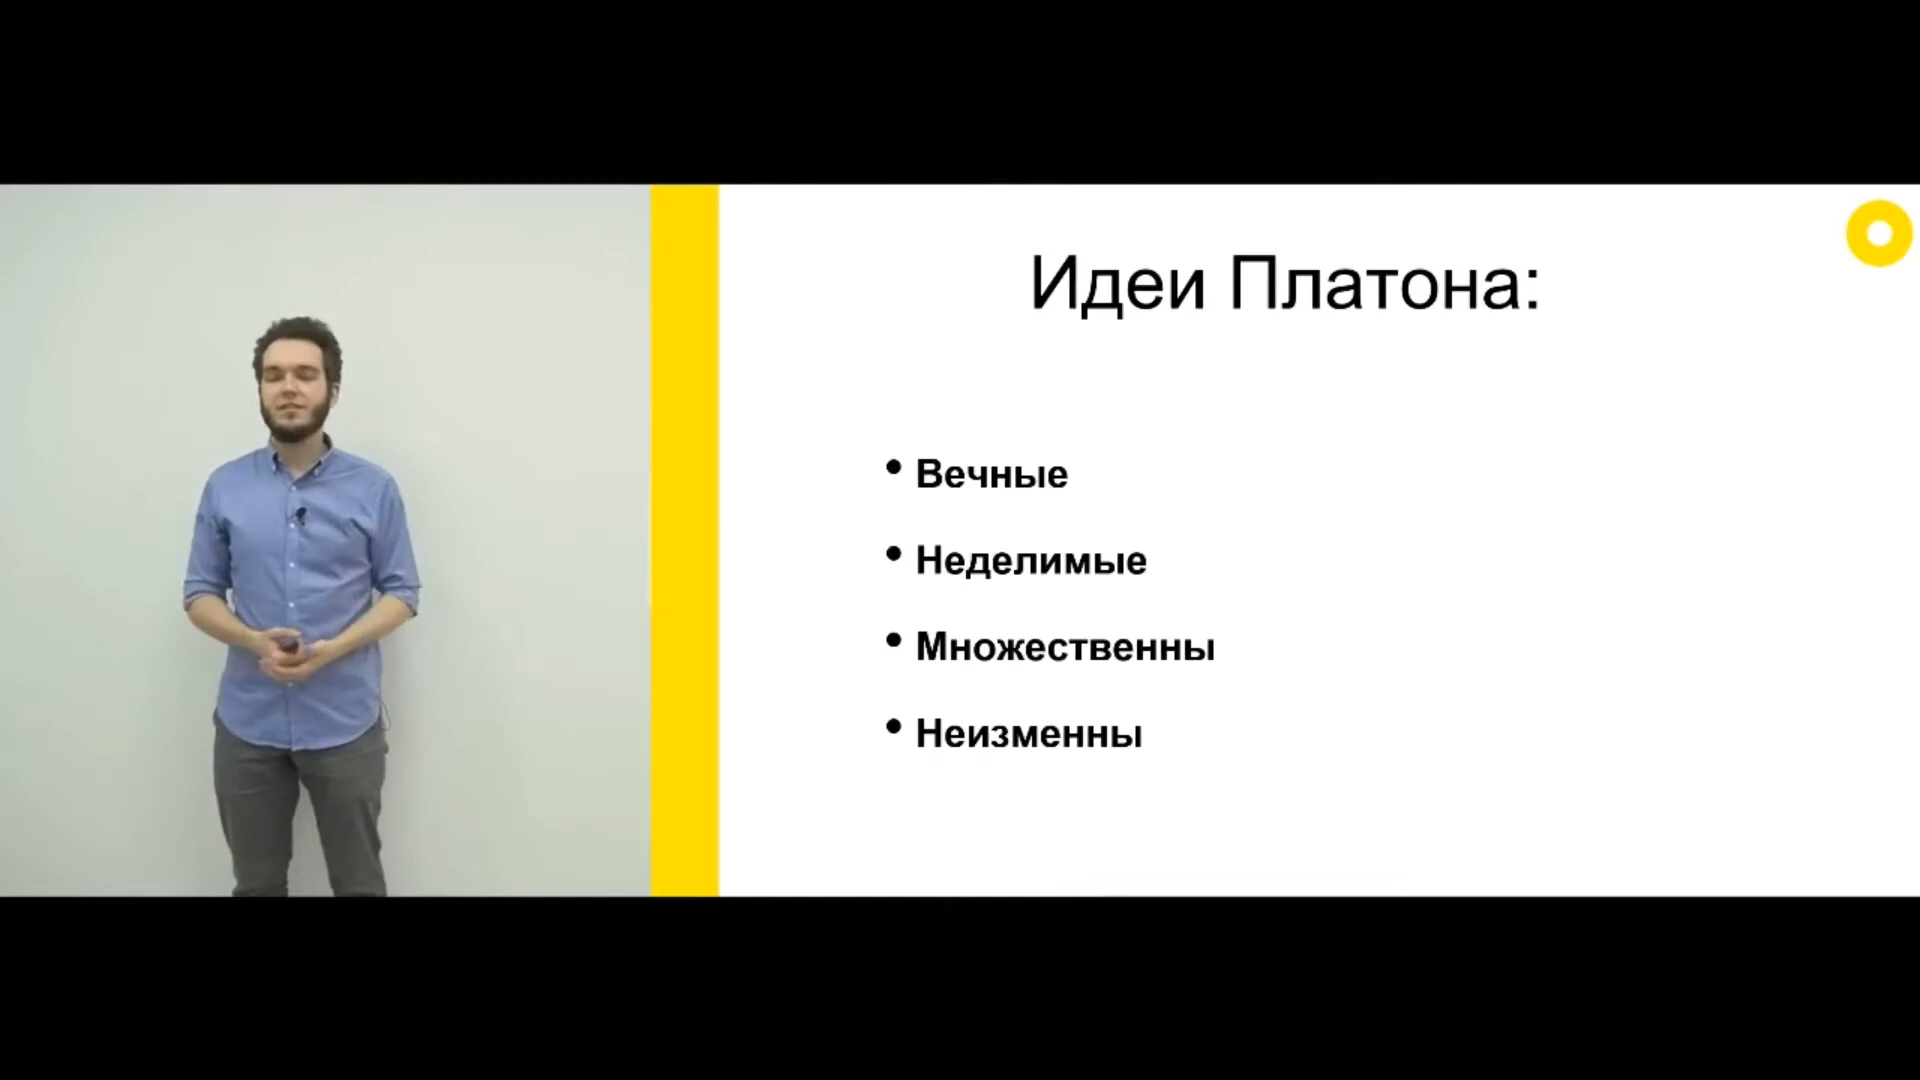 Идеи Платона:
• Вечные
• Неделимые
• Множественны
• Неизменны